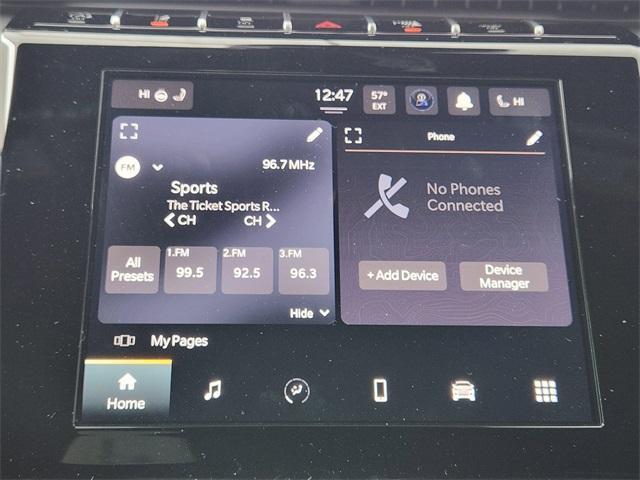 HI
12:47
57°
EXT
HI
FM
96.7 MHz
Sports
The Ticket Sports R...
CH
CH
All
Presets
1.FM
99.5
2.FM
92.5
3.FM
96.3
Hide
Phone
No Phones
Connected
+ Add Device
Device
Manager
My Pages
Home